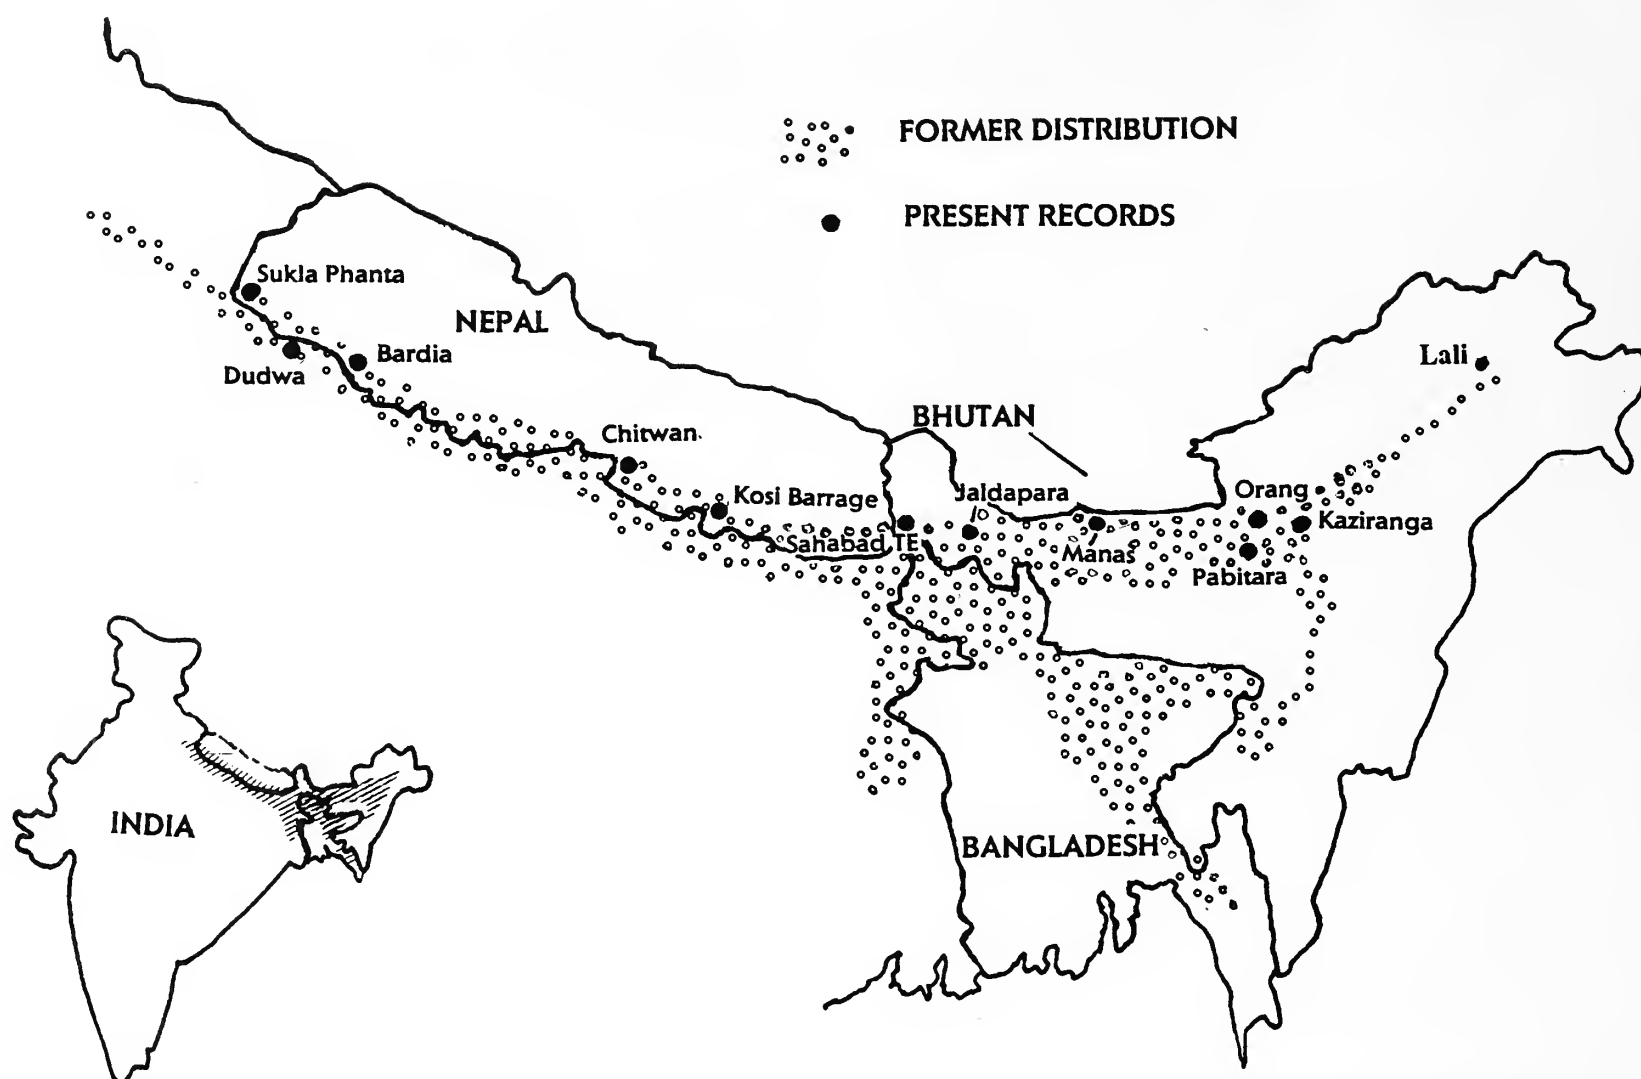 FORMER DISTRIBUTION
PRESENT RECORDS
Sukla Phanta
NEPAL
Bardia
Lali
Dudwa
BHUTAN
Chitwan
Jaldapara
Orang
Kosi Barrage
Kaziranga
Sahabad TE
Manas
Pabitara
INDIA
BANGLADESH